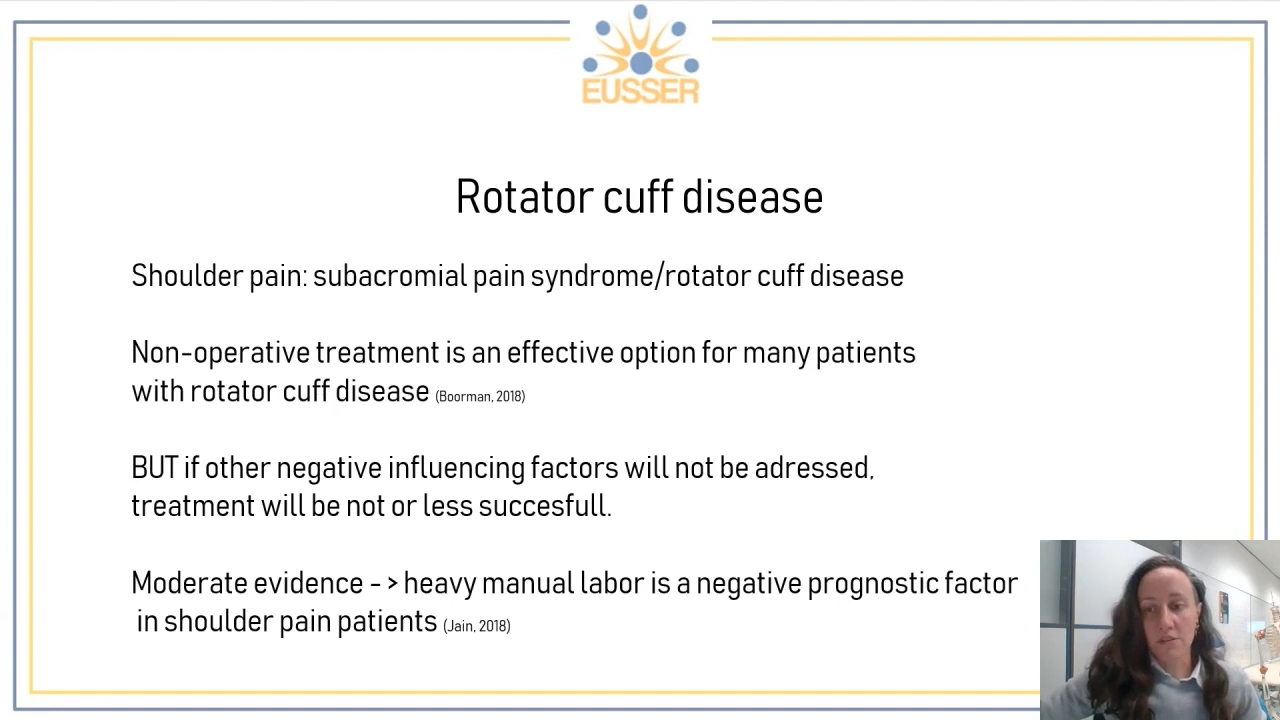 EUSSER
Rotator cuff disease
Shoulder pain: subacromial pain syndrome/rotator cuff disease
Non-operative treatment is an effective option for many patients
with rotator cuff disease (Boorman, 2018)
BUT if other negative influencing factors will not be adressed,
treatment will be not or less succesfull.
Moderate evidence - > heavy manual labor is a negative prognostic factor
in shoulder pain patients (Jain, 2018)